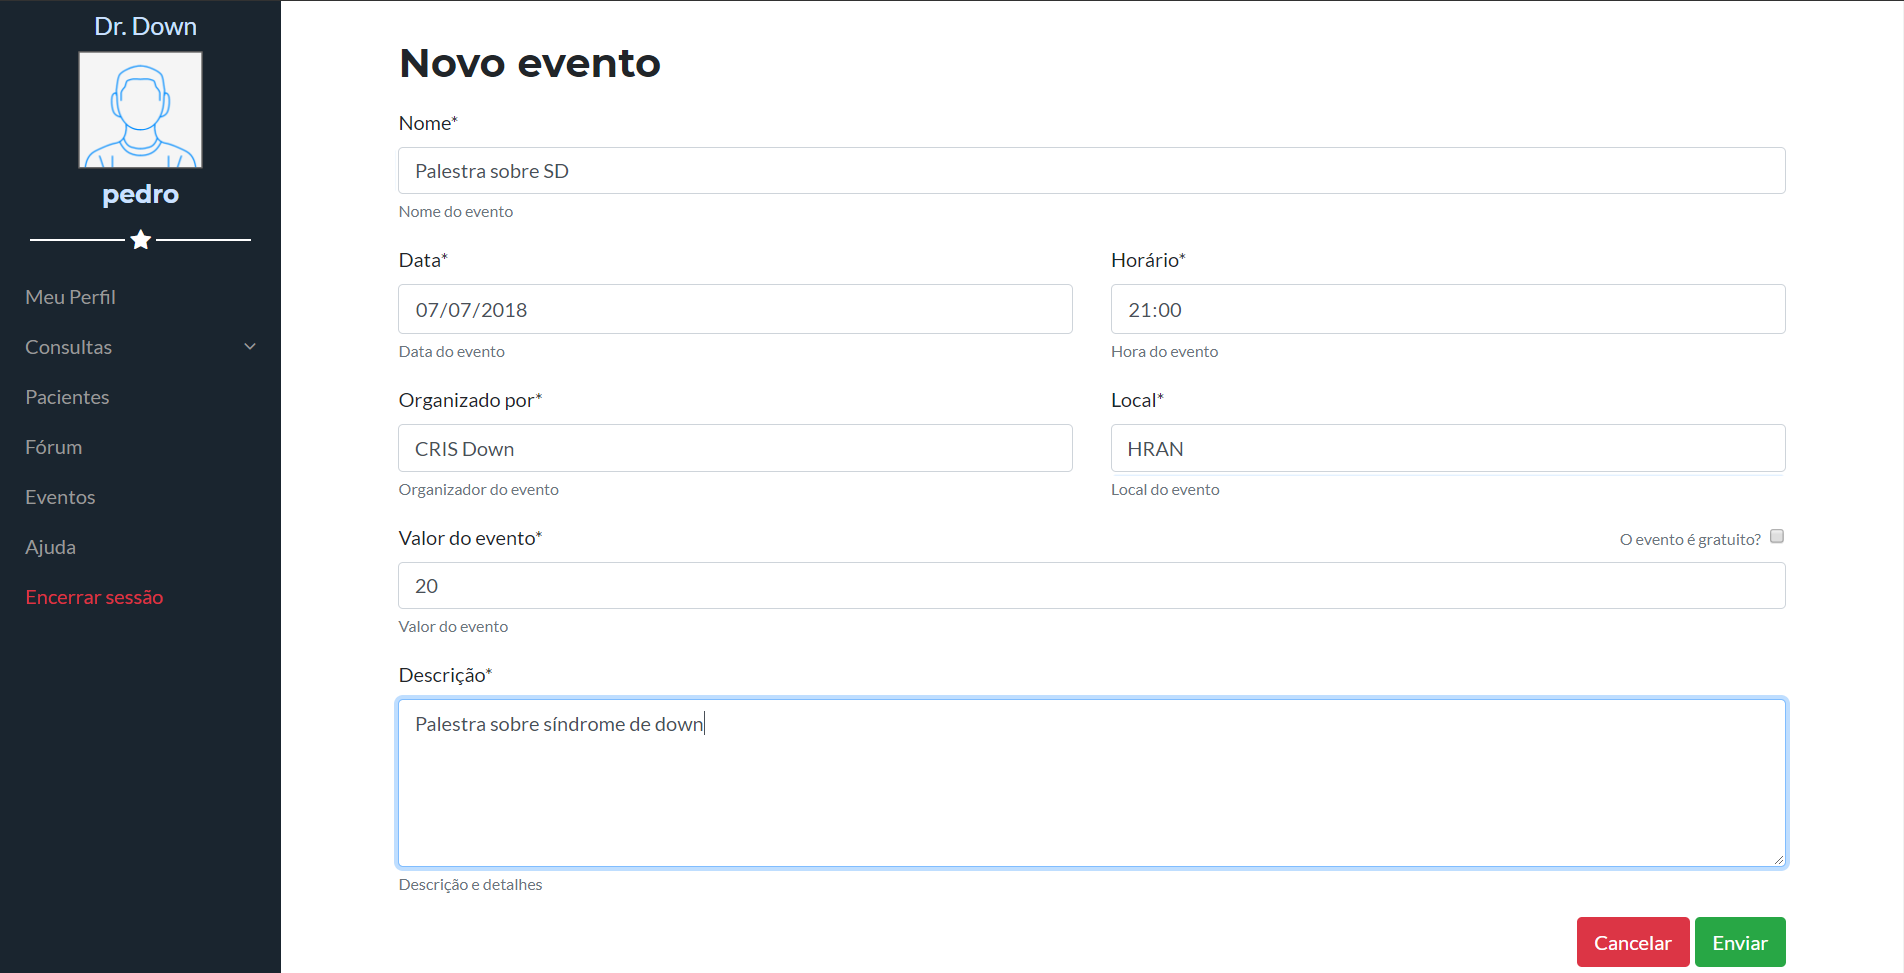 Dr. Down
pedro
Meu Perfil
Consultas
Pacientes
Fórum
Eventos
Ajuda
Encerrar sessão
Novo evento
Nome*
Palestra sobre SD
Nome do evento
Data*
07/07/2018
Data do evento
Horário*
21:00
Hora do evento
Organizado por*
CRIS Down
Organizador do evento
Local*
HRAN
Local do evento
Valor do evento*
O evento é gratuito?
20
Valor do evento
Descrição*
Palestra sobre síndrome de down
Descrição e detalhes
Cancelar
Enviar